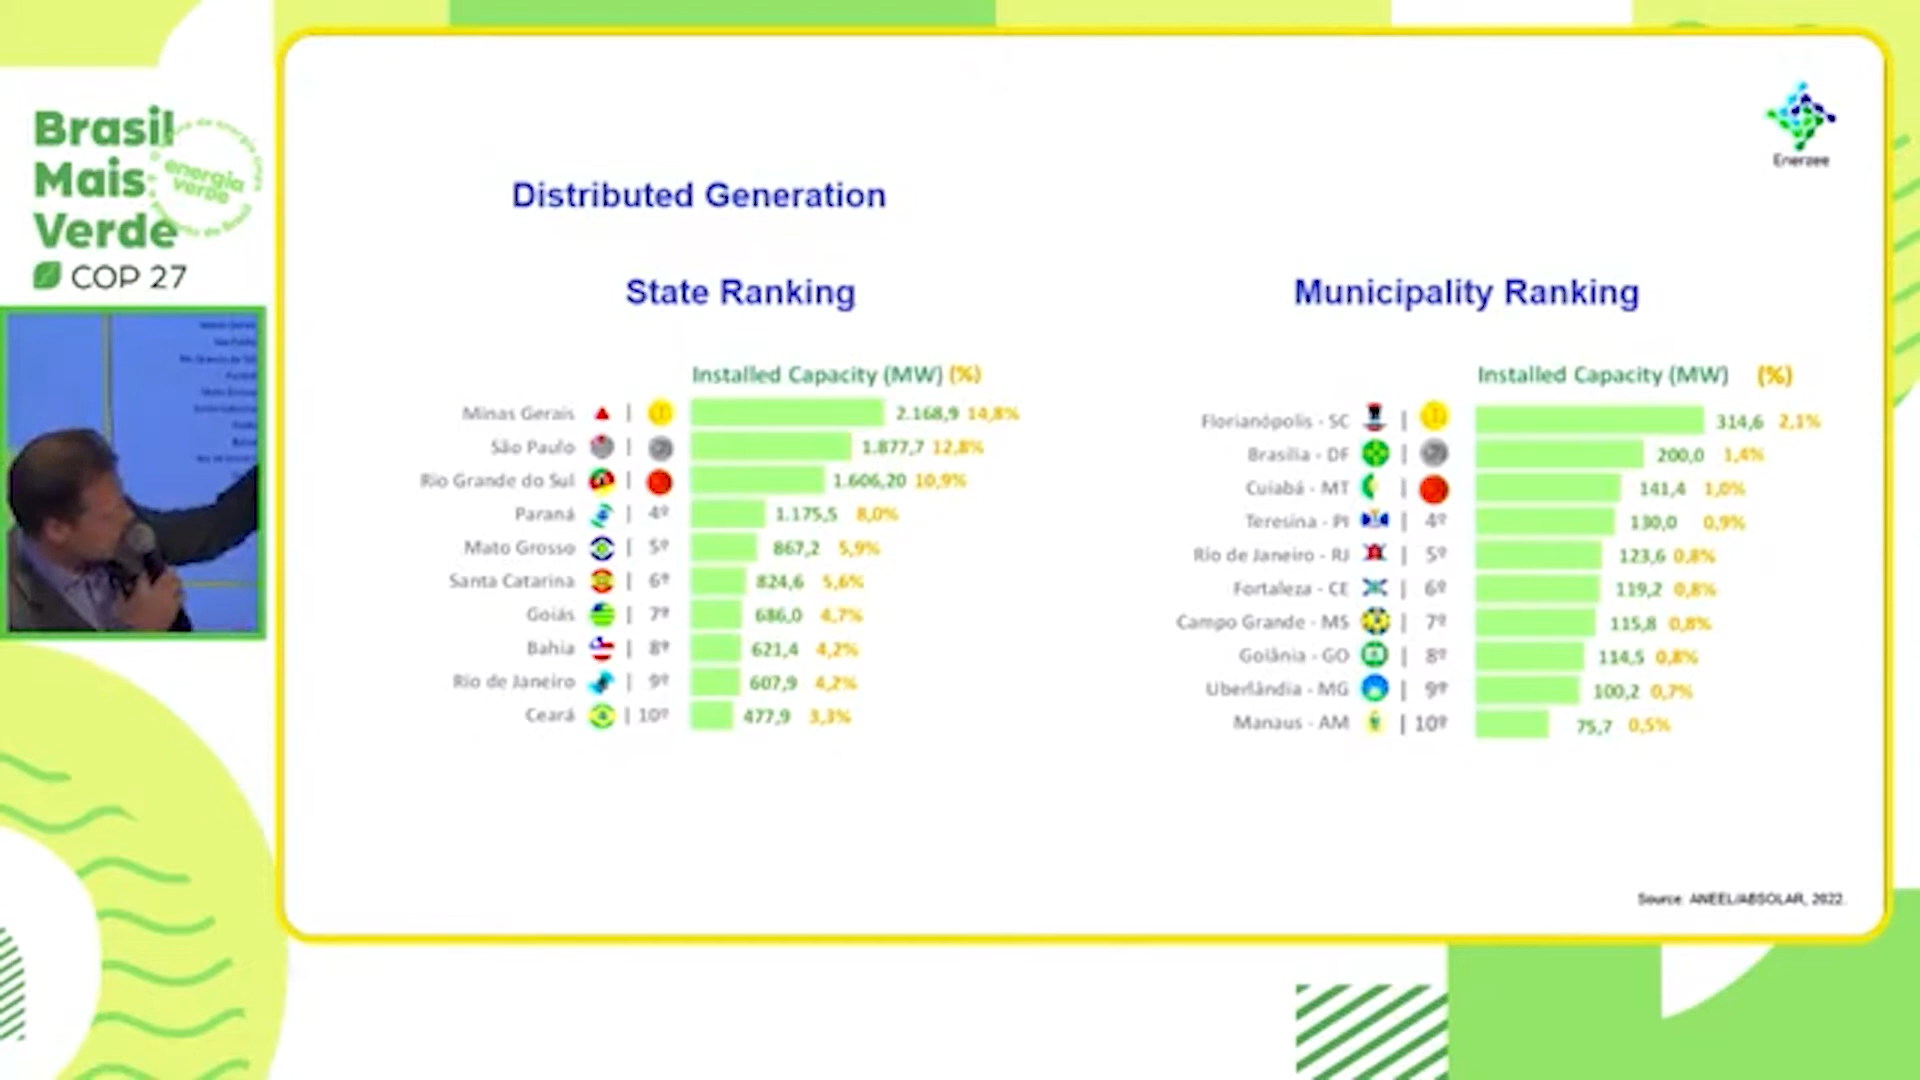 Brasil
Mais
Verde
energia
verde
COP 27
Enerzee
Distributed Generation
State Ranking
Installed Capacity (MW) (%)
Minas Gerais | 2.168,9 14,8%
São Paulo | 1.877,7 12,8%
Rio Grande do Sul | 1.606,20 10,9%
Paraná | 4º 1.175,5 8,0%
Mato Grosso | 5º 867,2 5,9%
Santa Catarina | 6º 824,6 5,6%
Goiás | 7º 686,0 4,7%
Bahia | 8º 621,4 4,2%
Rio de Janeiro | 9º 607,9 4,2%
Ceará | 10º 477,9 3,3%
Municipality Ranking
Installed Capacity (MW) (%)
Florianópolis - SC | 314,6 2,1%
Brasília - DF | 200,0 1,4%
Cuiabá - MT | 141,4 1,0%
Teresina - PI | 4º 130,0 0,9%
Rio de Janeiro - RJ | 5º 123,6 0,8%
Fortaleza - CE | 6º 119,2 0,8%
Campo Grande - MS | 7º 115,8 0,8%
Goiânia - GO | 8º 114,5 0,8%
Uberlândia - MG | 9º 100,2 0,7%
Manaus - AM | 10º 75,7 0,5%
Source: ANEEL/ABSOLAR, 2022.